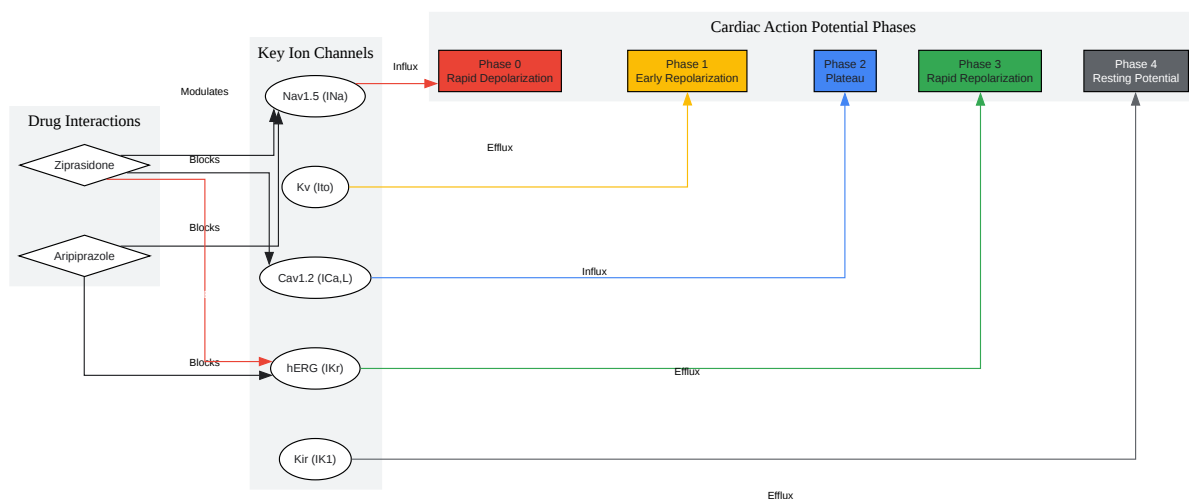 Cardiac Action Potential Phases
Key Ion Channels
Drug Interactions
Phase 0
Rapid Depolarization
Phase 1
Early Repolarization
Phase 2
Plateau
Phase 3
Rapid Repolarization
Phase 4
Resting Potential
Influx
Nav1.5 (INa)
Modulates
Efflux
Ziprasidone
Blocks
Kv (Ito)
Blocks
Aripiprazole
Cav1.2 (ICa,L)
Influx
Blocks
hERG (IKr)
Efflux
Kir (IK1)
Efflux